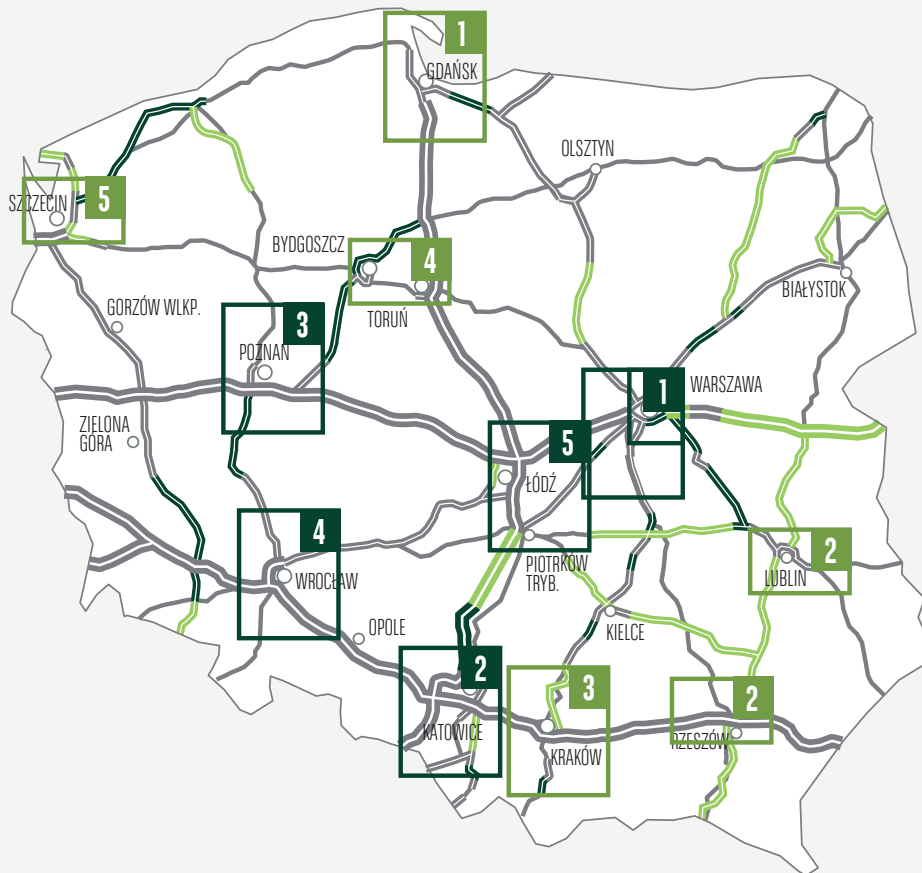 1
GDAŃSK
OLSZTYN
5
SZCZECIN
BYDGOSZCZ
4
TORUŃ
BIAŁYSTOK
GORZÓW WLKP.
3
POZNAŃ
1
WARSZAWA
ZIELONA
GÓRA
5
ŁÓDŹ
4
WROCŁAW
PIOTRKÓW
TRYB.
2
LUBLIN
OPOLE
KIELCE
2
KATOWICE
3
KRAKÓW
2
RZESZÓW